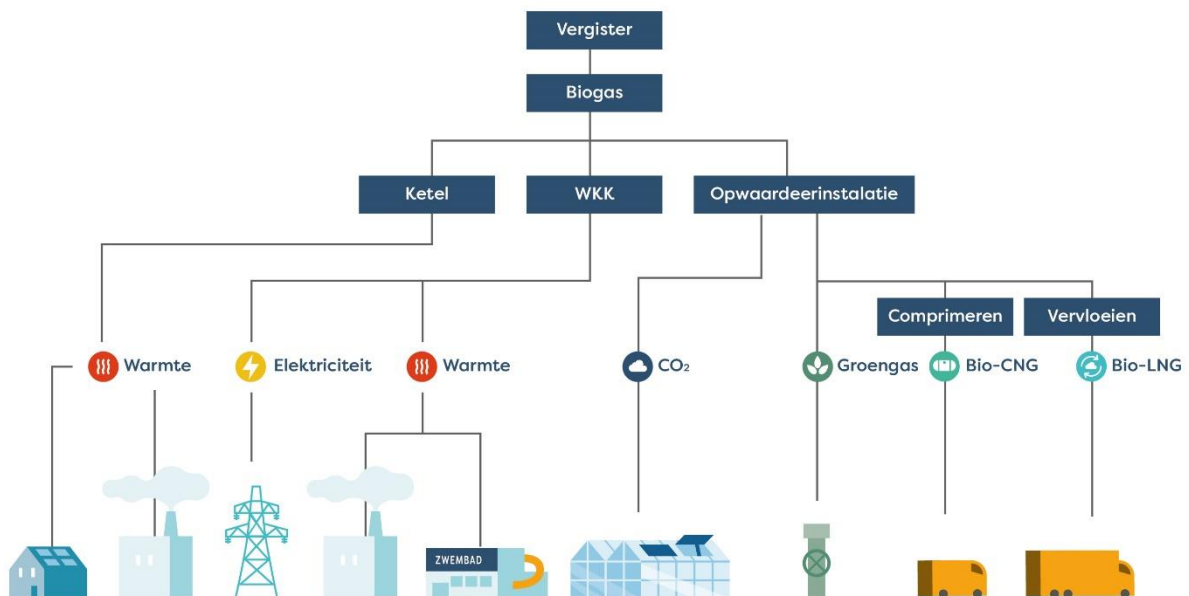 Vergister
Biogas
Ketel
WKK
Opwaardeerinstalatie
Comprimeren
Vervloeien
Warmte
Elektriciteit
Warmte
CO₂
Groengas
Bio-CNG
Bio-LNG
ZWEMBAD